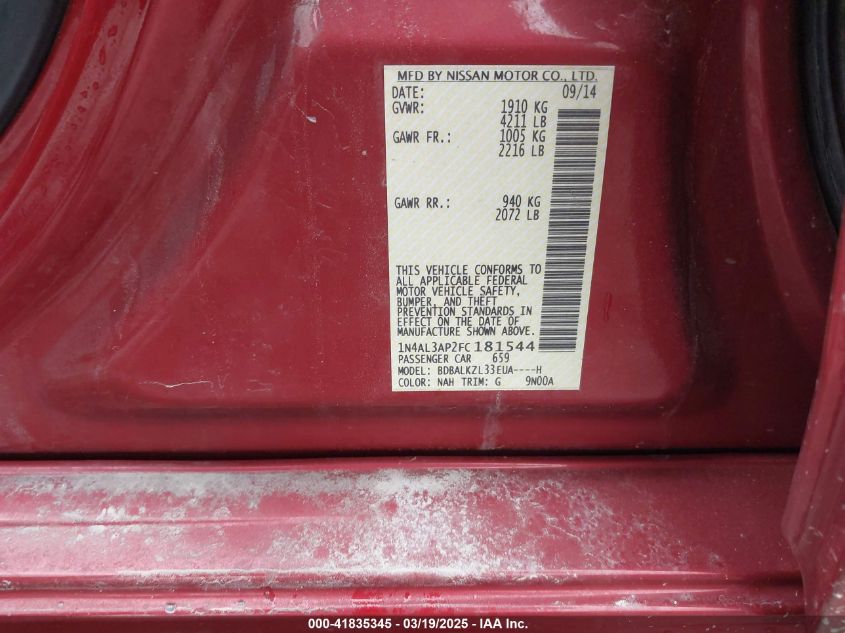 MFD BY NISSAN MOTOR CO., LTD.
DATE: 09/14
GVWR: 1910 KG
4211 LB
GAWR FR.: 1005 KG
2216 LB
GAWR RR.: 940 KG
2072 LB
THIS VEHICLE CONFORMS TO
ALL APPLICABLE FEDERAL
MOTOR VEHICLE SAFETY,
BUMPER, AND THEFT
PREVENTION STANDARDS IN
EFFECT ON THE DATE OF
MANUFACTURE SHOWN ABOVE.
1N4AL3AP2FC181544
PASSENGER CAR 659
MODEL: BDBALKZL33EUA----H
COLOR: NAH TRIM: G 9N00A
000-41835345 - 03/19/2025 - IAA Inc.